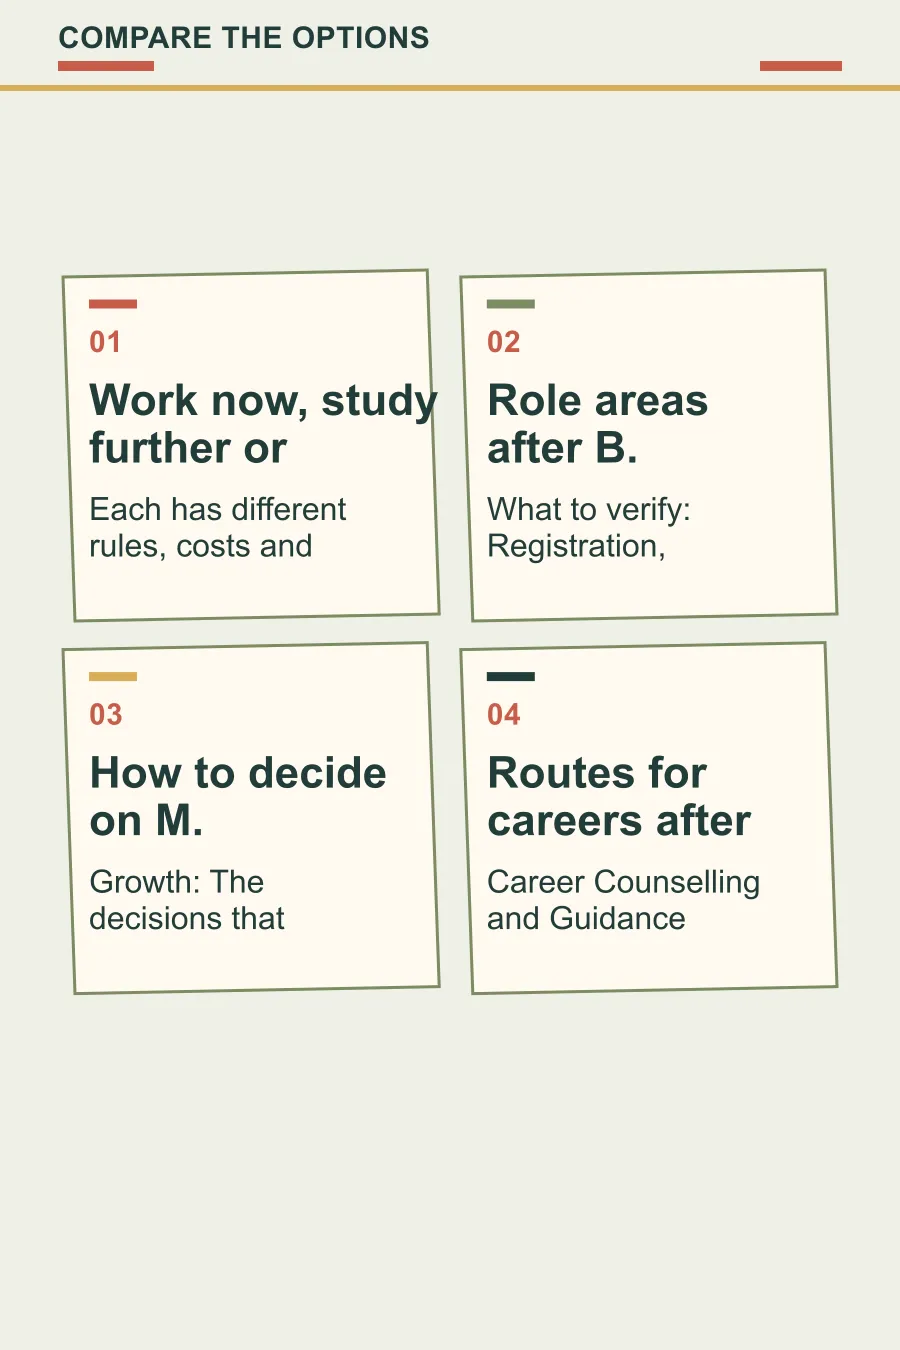 COMPARE THE OPTIONS
01
Work now, study
further or
Each has different
rules, costs and
02
Role areas
after B.
What to verify:
Registration,
03
How to decide
on M.
Growth: The
decisions that
04
Routes for
careers after
Career Counselling
and Guidance